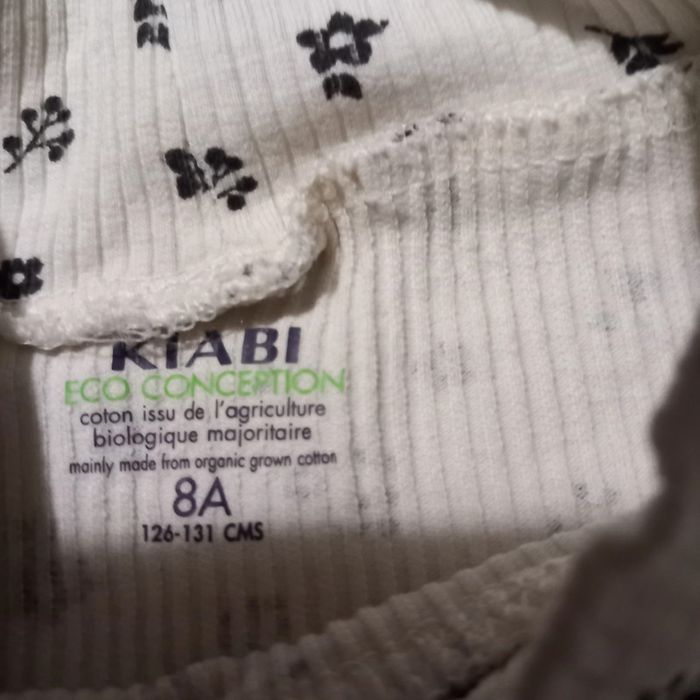 KIABI
ECO CONCEPTION
coton issu de l'agriculture
biologique majoritaire
mainly made from organic grown cotton
8A
126-131 CMS